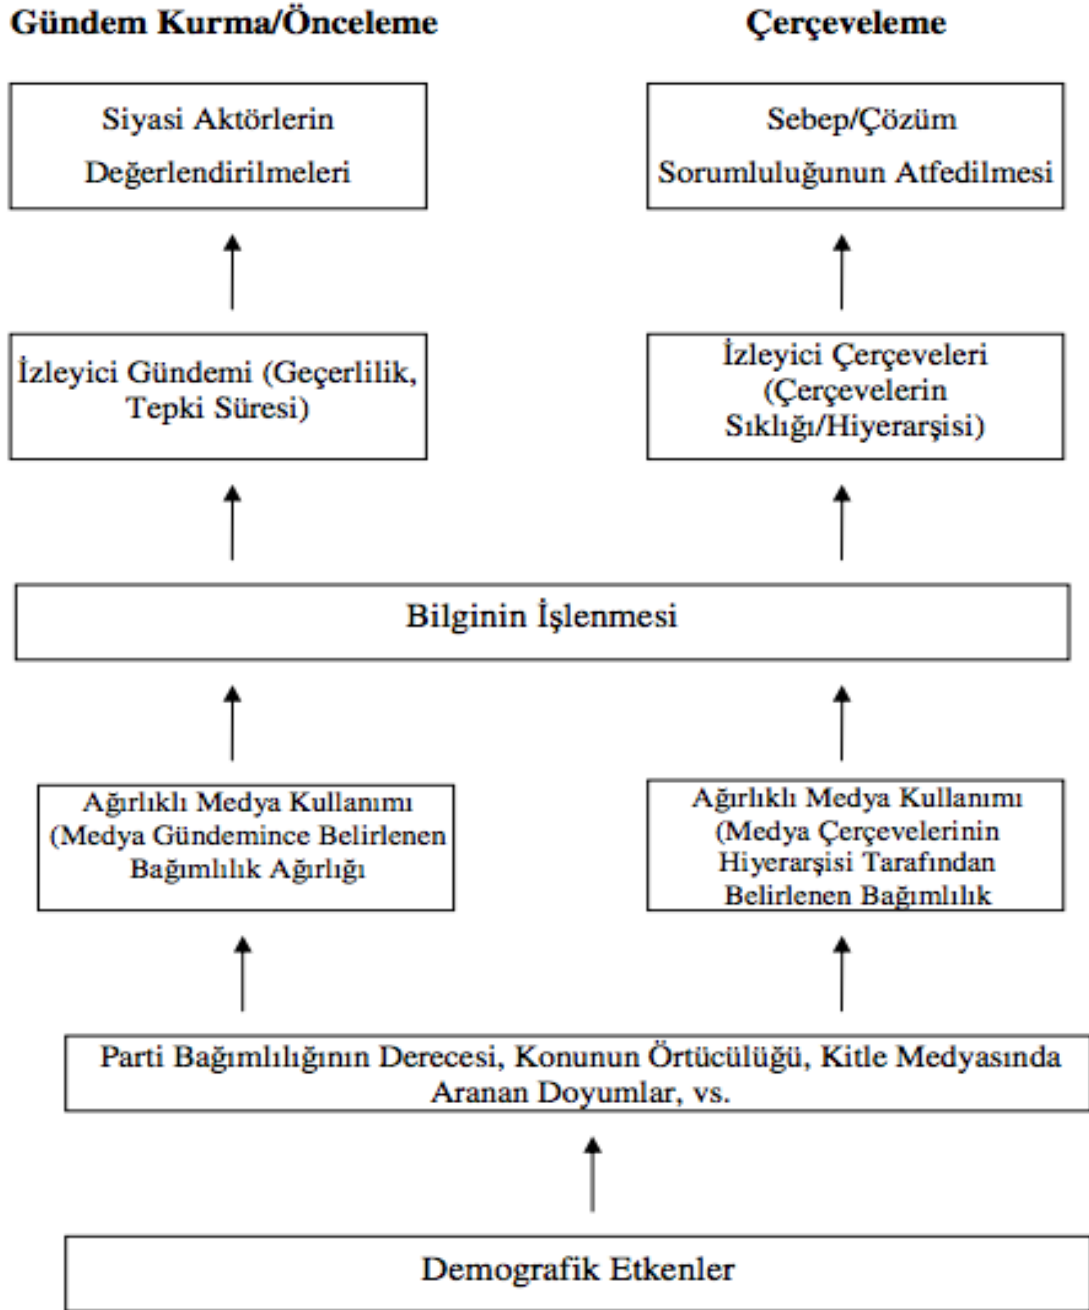 Gündem Kurma/Önceleme
Çerçeveleme
Siyasi Aktörlerin
Değerlendirilmeleri
Sebep/Çözüm
Sorumluluğunun Atfedilmesi
İzleyici Gündemi (Geçerlilik,
Tepki Süresi)
İzleyici Çerçeveleri
(Çerçevelerin
Sıklığı/Hiyerarşisi)
Bilginin İşlenmesi
Ağırlıklı Medya Kullanımı
(Medya Gündemince Belirlenen
Bağımlılık Ağırlığı
Ağırlıklı Medya Kullanımı
(Medya Çerçevelerinin
Hiyerarşisi Tarafından
Belirlenen Bağımlılık
Parti Bağımlılığının Derecesi, Konunun Örtücülüğü, Kitle Medyasında
Aranan Doyumlar, vs.
Demografik Etkenler